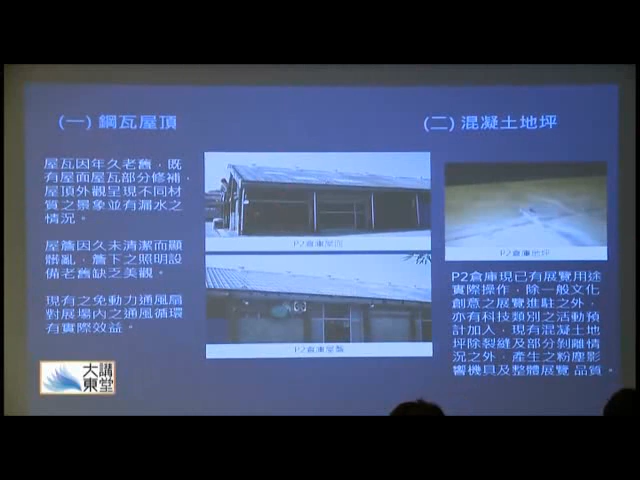 (一) 鋼瓦屋頂
屋瓦因年久老舊，既
有屋面屋瓦部分修補，
屋頂外觀呈現不同材
質之景象並有漏水之
情況。
屋簷因久未清潔而顯
髒亂，簷下之照明設
備老舊缺乏美觀。
現有之免動力通風扇
對展場內之通風循環
有實際效益。
P2倉庫屋面
P2倉庫屋簷
(二) 混凝土地坪
P2倉庫地坪
P2倉庫現已有展覽用途
實際操作，除一般文化
創意之展覽進駐之外，
亦有科技類別之活動預
計加入，現有混凝土地
坪除裂縫及部分剝離情
況之外，產生之粉塵影
響機具及整體展覽 品質。
大東
講堂